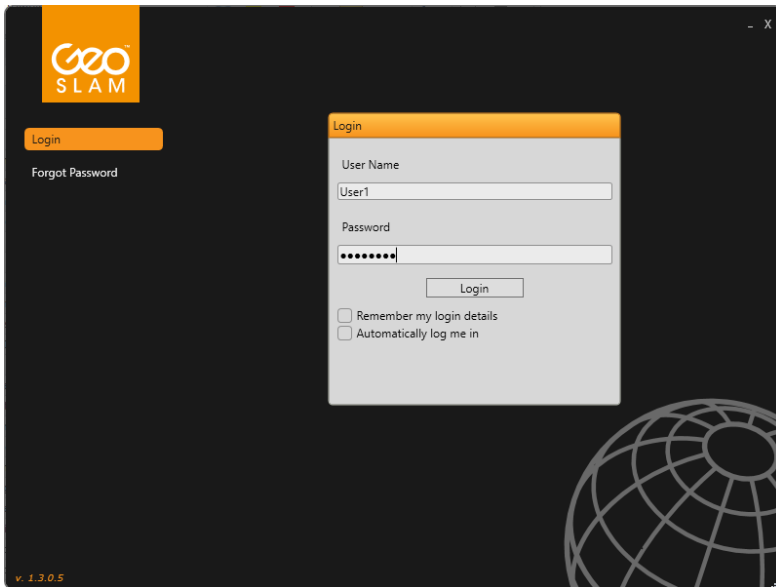 GEO™
SLAM
Login
Forgot Password
Login
User Name
User1
Password
●●●●●●●●
Login
Remember my login details
Automatically log me in
v. 1.3.0.5